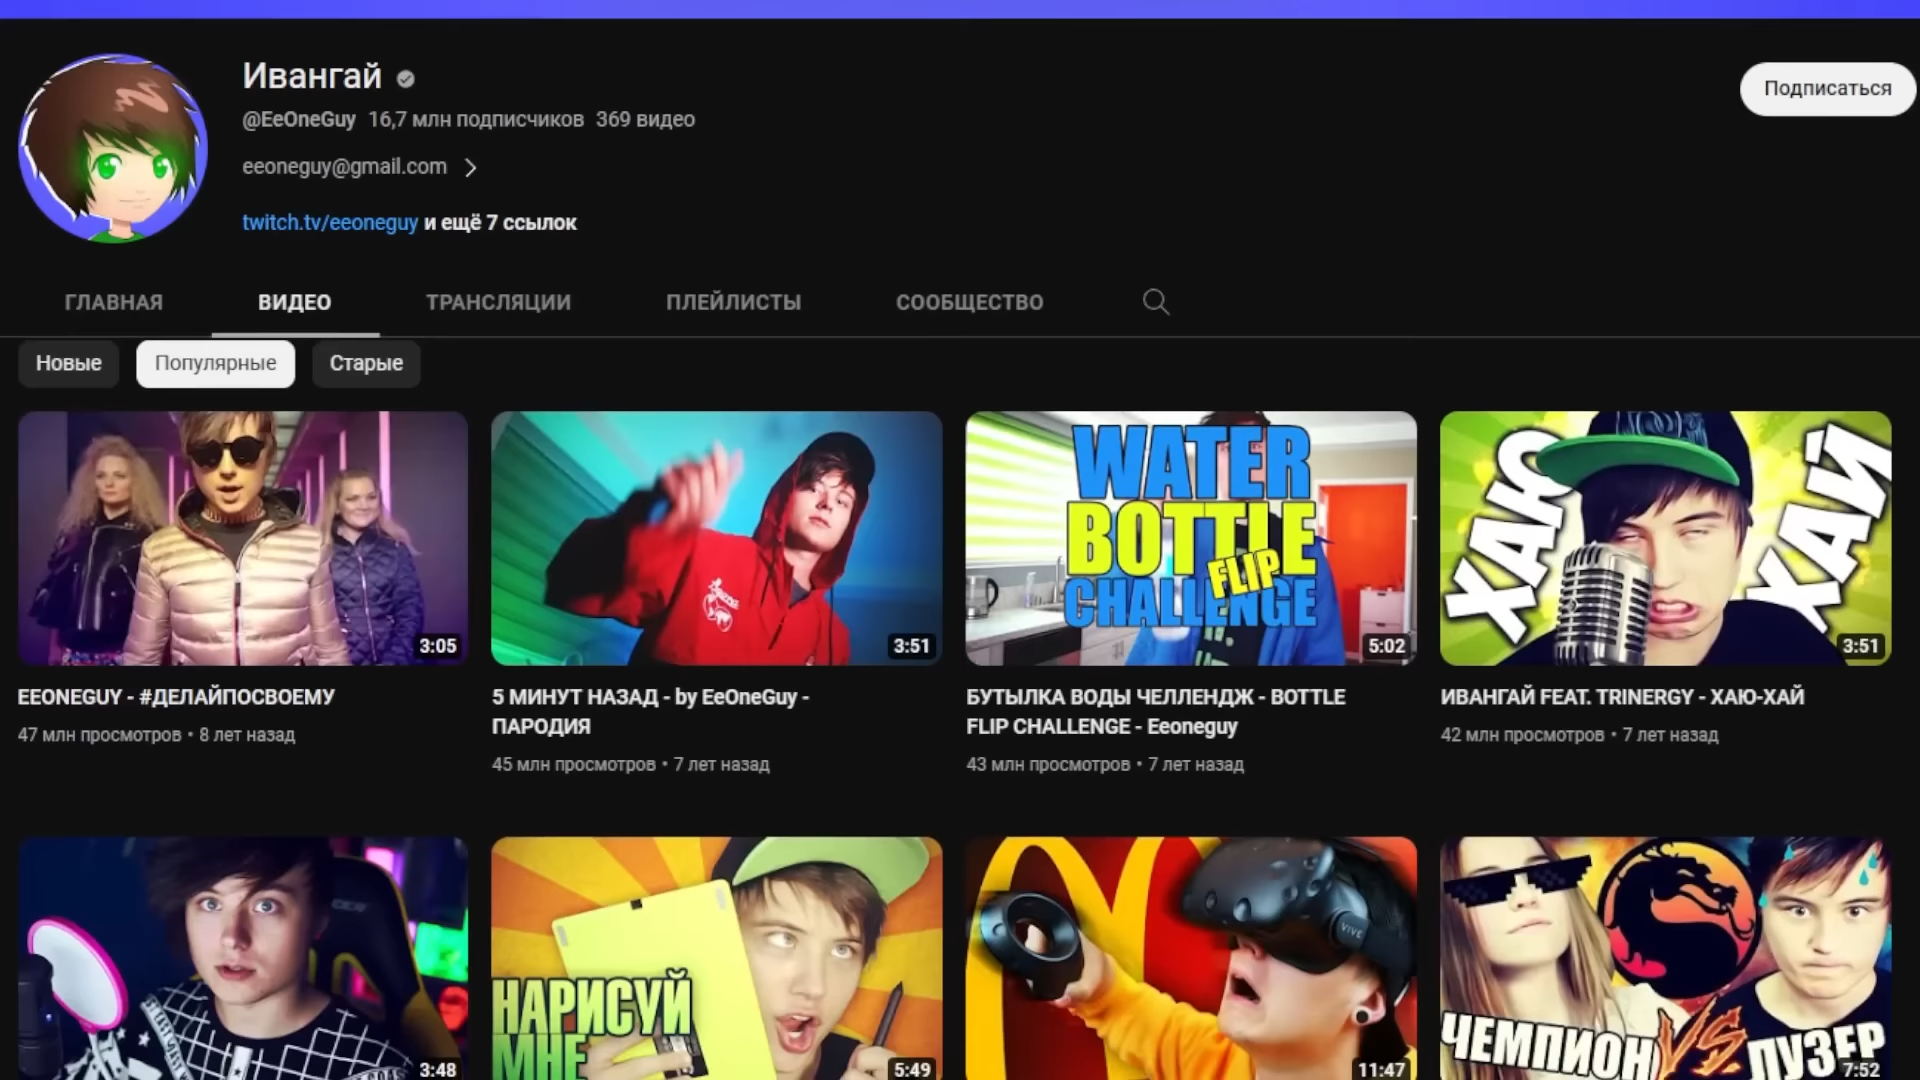 Ивангай
Подписаться
@EeOneGuy 16,7 млн подписчиков 369 видео
eeoneguy@gmail.com
twitch.tv/eeoneguy и ещё 7 ссылок
ГЛАВНАЯ ВИДЕО ТРАНСЛЯЦИИ ПЛЕЙЛИСТЫ СООБЩЕСТВО
Новые Популярные Старые
3:05
3:51
WATER
BOTTLE
FLIP
CHALLENGE
5:02
ХАЮ
ХАЙ
3:51
EEONEGUY - #ДЕЛАЙПОСВОЕМУ
47 млн просмотров • 8 лет назад
5 МИНУТ НАЗАД - by EeOneGuy -
ПАРОДИЯ
45 млн просмотров • 7 лет назад
БУТЫЛКА ВОДЫ ЧЕЛЛЕНДЖ - BOTTLE
FLIP CHALLENGE - Eeoneguy
43 млн просмотров • 7 лет назад
ИВАНГАЙ FEAT. TRINERGY - ХАЮ-ХАЙ
42 млн просмотров • 7 лет назад
3:48
НАРИСУЙ
МНЕ
5:49
VIVE
11:47
ЧЕМПИОН VS ЛУЗЕР
7:52